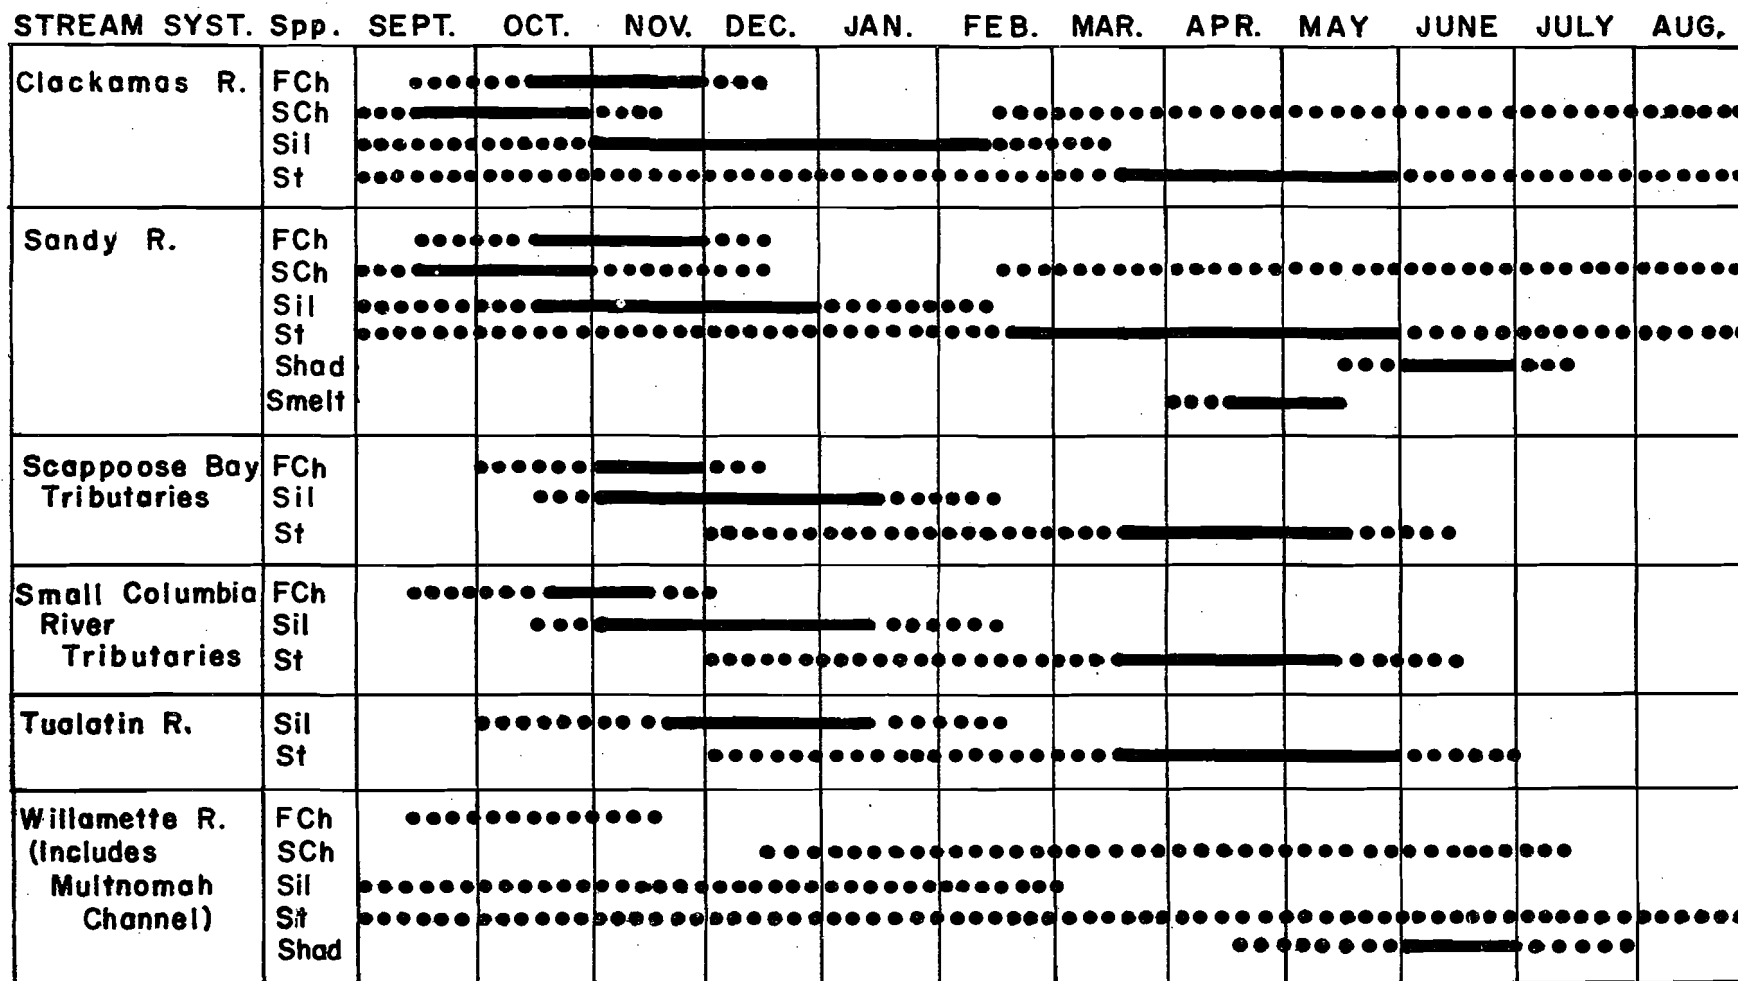 STREAM SYST. Spp. SEPT. OCT. NOV. DEC. JAN. FEB. MAR. APR. MAY JUNE JULY AUG.
Clackamas R. FCh
SCh
Sil
St
Sandy R. FCh
SCh
Sil
St
Shad
Smelt
Scappoose Bay FCh
Tributaries Sil
St
Small Columbia FCh
River Sil
Tributaries St
Tualatin R. Sil
St
Willamette R. FCh
(Includes SCh
Multnomah Sil
Channel) St
Shad